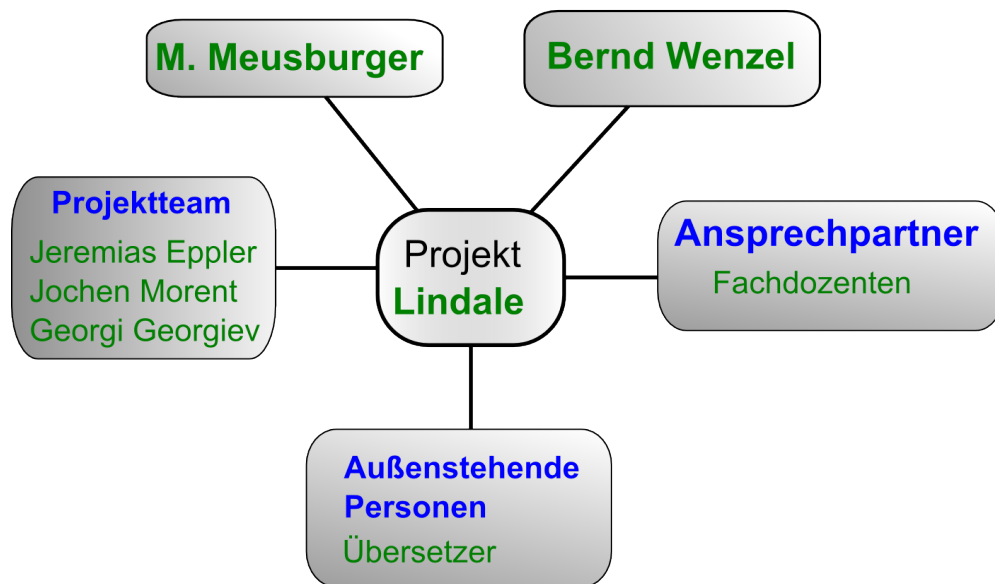 M. Meusburger
Bernd Wenzel
Projektteam
Jeremias Eppler
Jochen Morent
Georgi Georgiev
Projekt
Lindale
Ansprechpartner
Fachdozenten
Außenstehende
Personen
Übersetzer